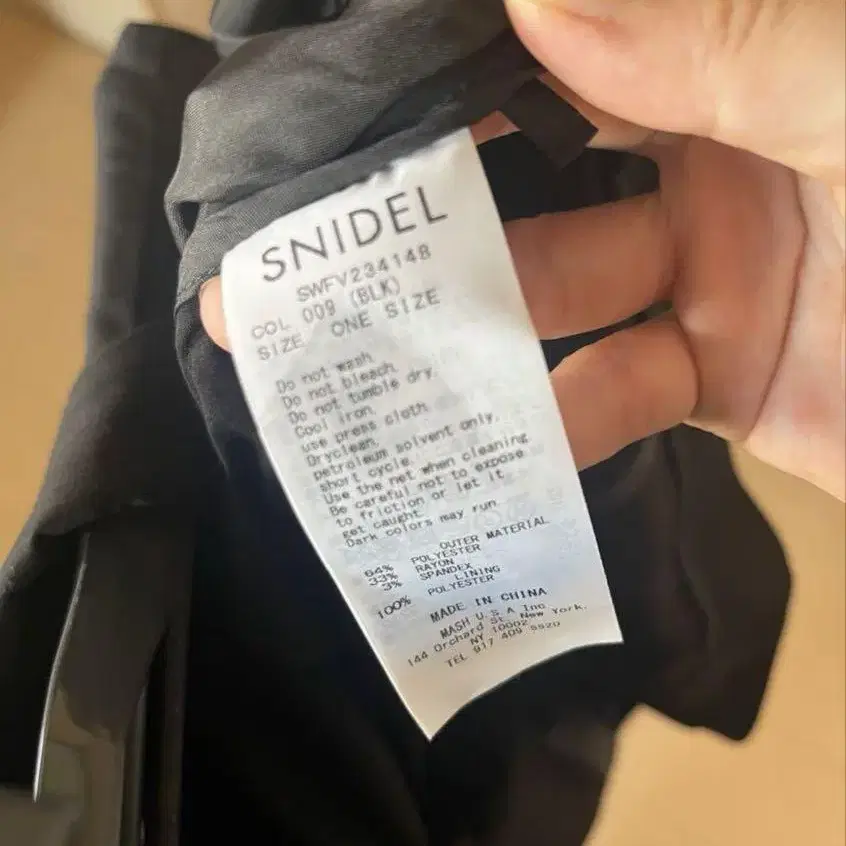 SNIDEL
SWFV234148
COL 009 (BLK)
SIZE ONE SIZE
Do not wash.
Do not bleach.
Do not tumble dry.
Cool iron.
use press cloth
Dryclean.
petroleum solvent only,
short cycle.
Use the net when cleaning
Be careful not to expose
to friction or let it
get caught.
Dark colors may run
OUTER MATERIAL
64% POLYESTER
33% RAYON
3% SPANDEX
LINING
100% POLYESTER
MADE IN CHINA
MASH U.S.A Inc
144 Orchard St. New York.
NY 10002
TEL 917 409 5520